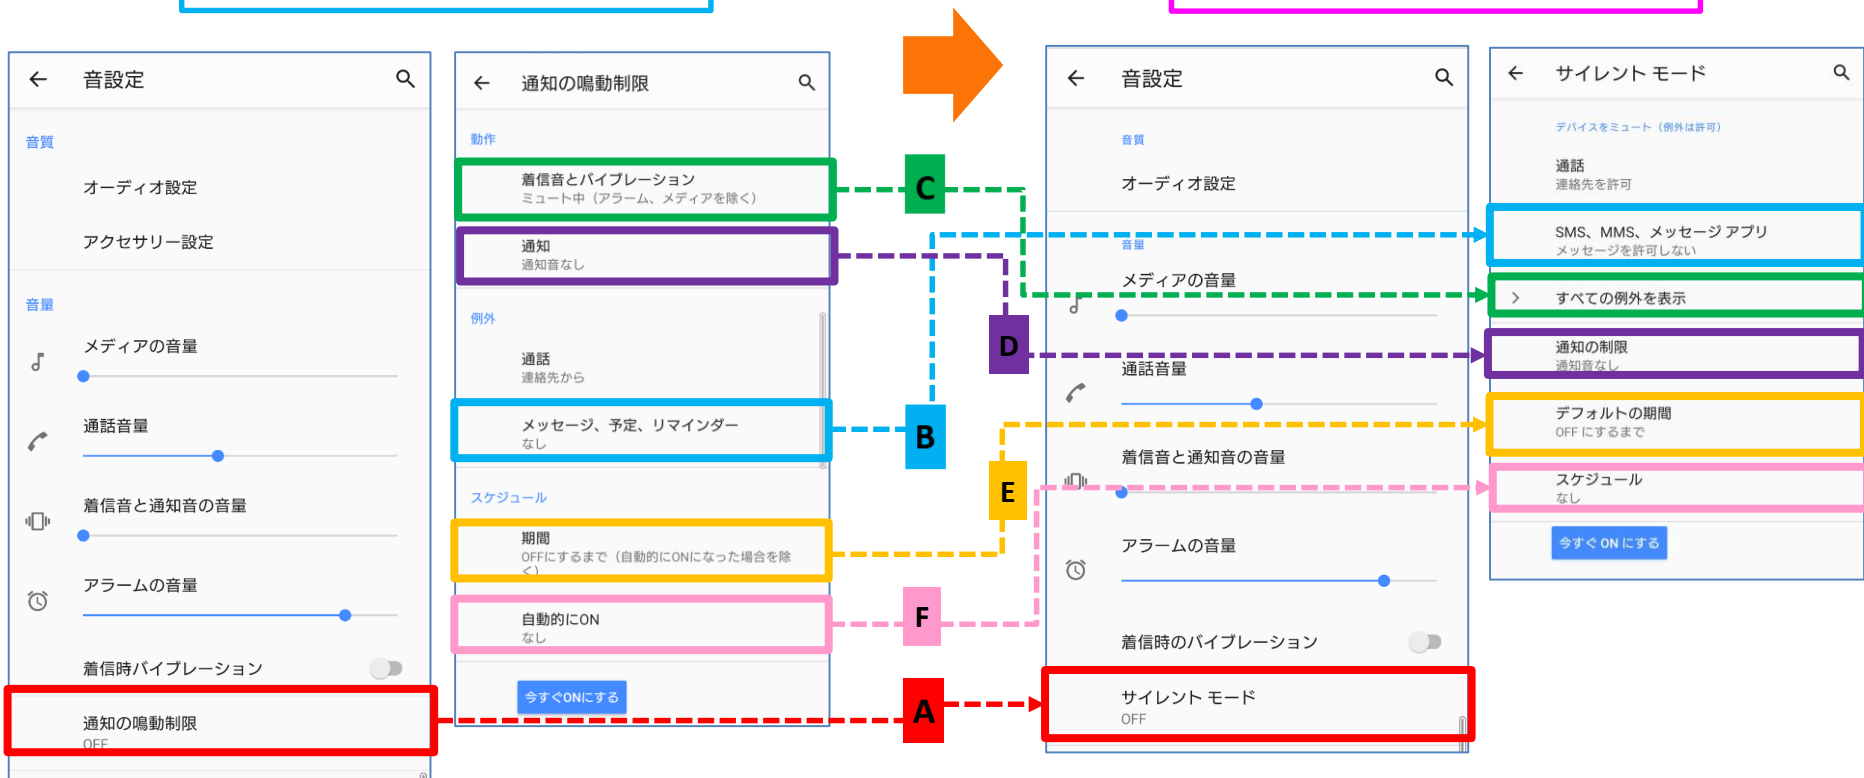 音設定
音質
オーディオ設定
アクセサリー設定
音量
メディアの音量
通話音量
着信音と通知音の音量
アラームの音量
着信時バイブレーション
通知の鳴動制限
OFF
通知の鳴動制限
動作
着信音とバイブレーション
ミュート中（アラーム、メディアを除く）
通知
通知音なし
例外
通話
連絡先から
メッセージ、予定、リマインダー
なし
スケジュール
期間
OFFにするまで（自動的にONになった場合を除
く）
自動的にON
なし
今すぐONにする
C
D
B
E
F
A
音設定
音質
オーディオ設定
音量
メディアの音量
通話音量
着信音と通知音の音量
アラームの音量
着信時のバイブレーション
サイレント モード
OFF
サイレント モード
デバイスをミュート（例外は許可）
通話
連絡先を許可
SMS、MMS、メッセージ アプリ
メッセージを許可しない
すべての例外を表示
通知の制限
通知音なし
デフォルトの期間
OFF にするまで
スケジュール
なし
今すぐ ON にする